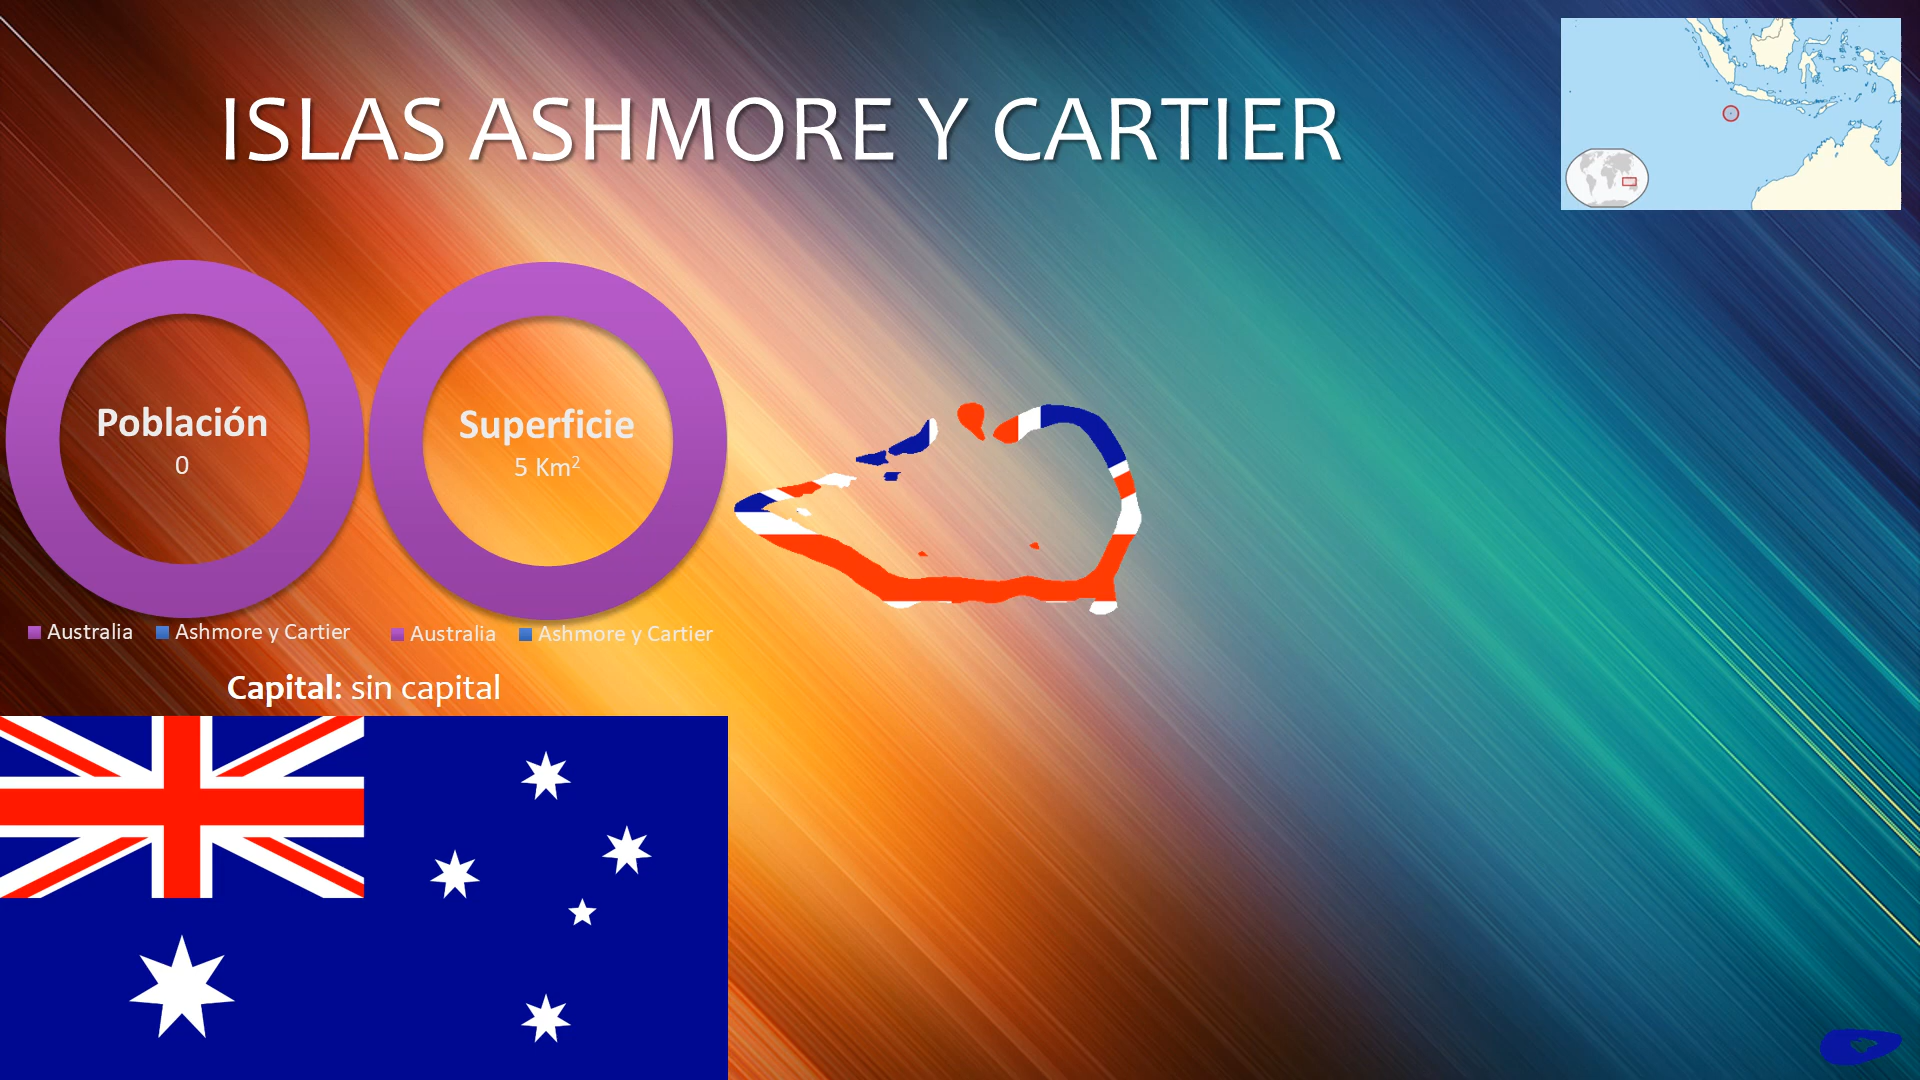 ISLAS ASHMORE Y CARTIER
Población
0
Superficie
5 Km²
Australia Ashmore y Cartier
Australia Ashmore y Cartier
Capital: sin capital